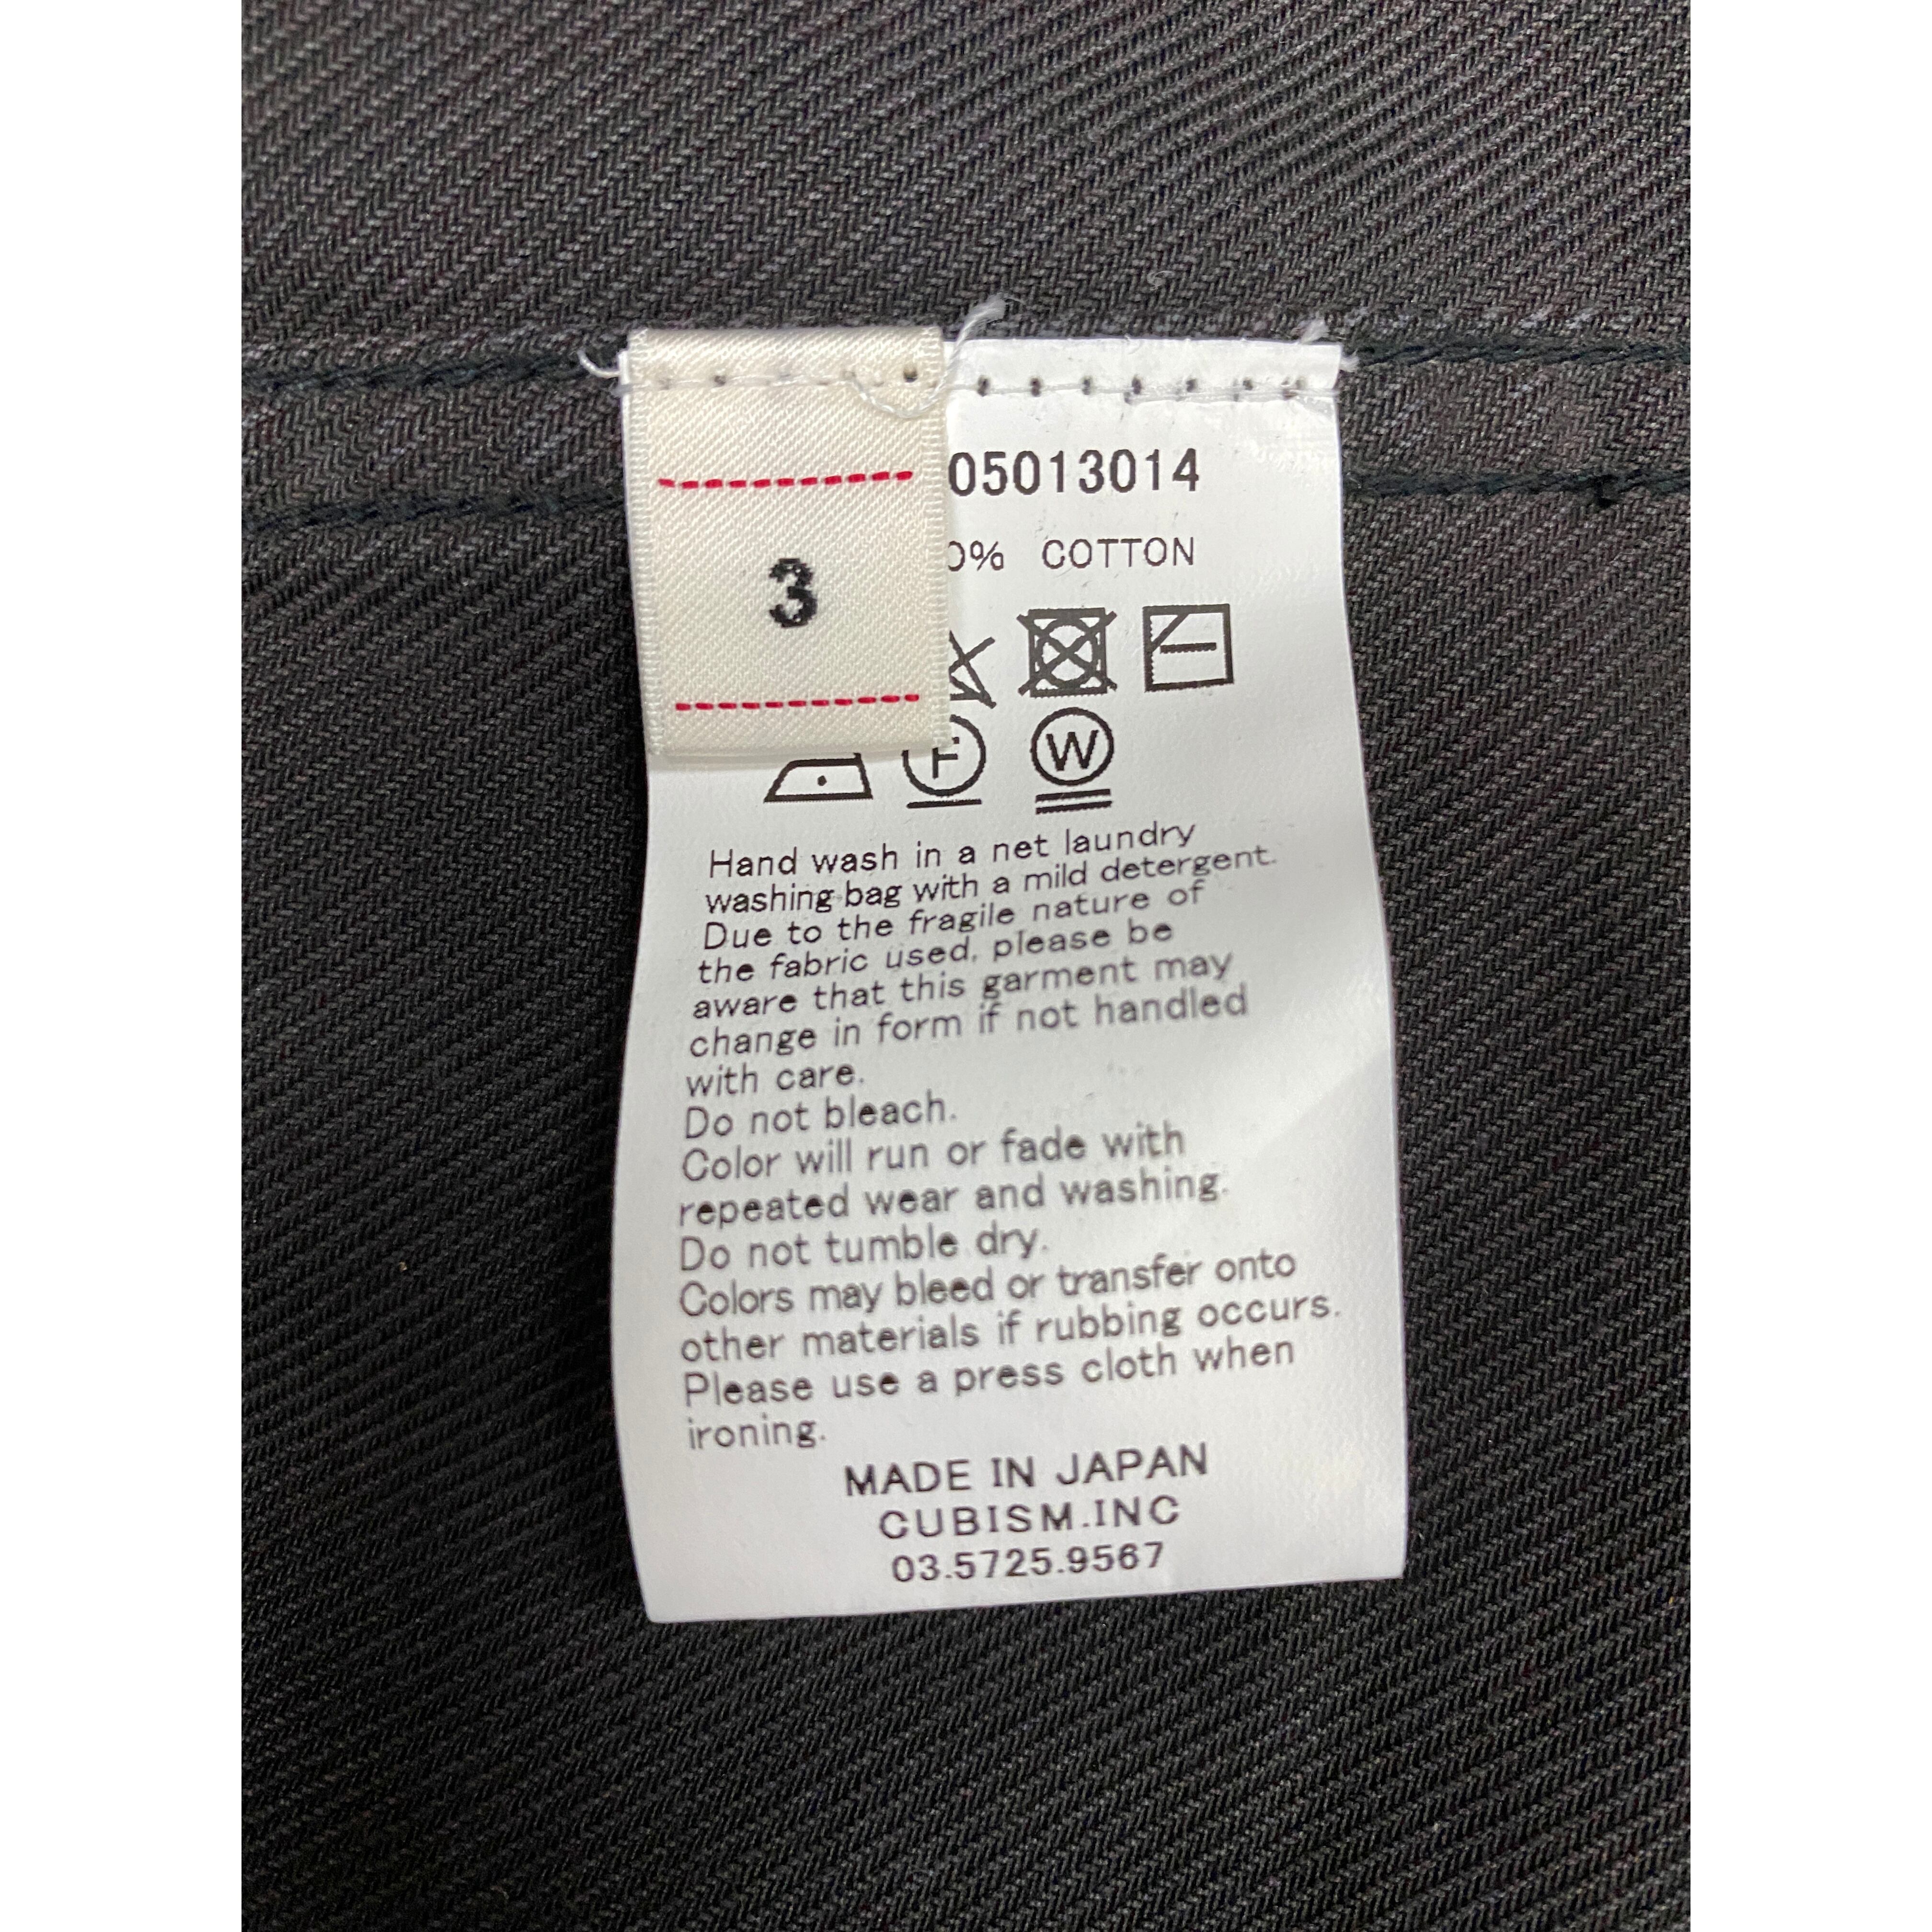 3
05013014
0% COTTON
F W
Hand wash in a net laundry
washing bag with a mild detergent.
Due to the fragile nature of
the fabric used, please be
aware that this garment may
change in form if not handled
with care.
Do not bleach.
Color will run or fade with
repeated wear and washing.
Do not tumble dry.
Colors may bleed or transfer onto
other materials if rubbing occurs.
Please use a press cloth when
ironing.
MADE IN JAPAN
CUBISM.INC
03.5725.9567